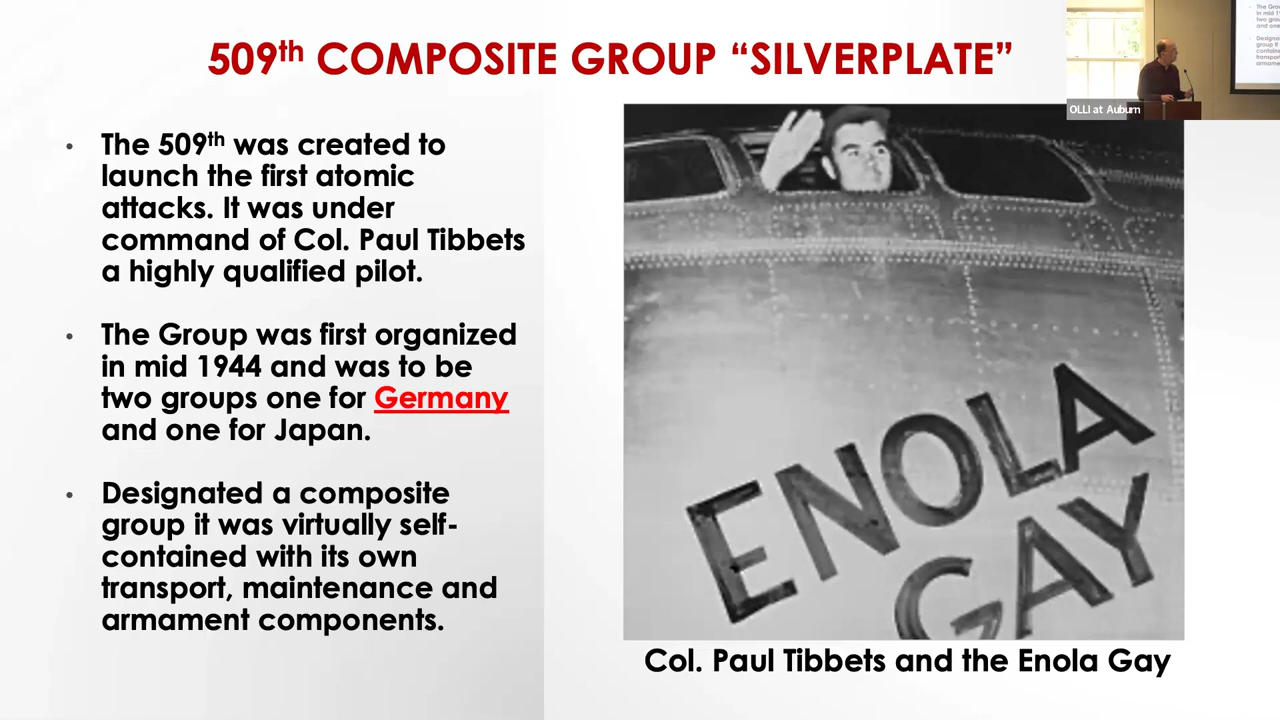 509th COMPOSITE GROUP “SILVERPLATE”
• The 509th was created to
launch the first atomic
attacks. It was under
command of Col. Paul Tibbets
a highly qualified pilot.
• The Group was first organized
in mid 1944 and was to be
two groups one for Germany
and one for Japan.
• Designated a composite
group it was virtually self-
contained with its own
transport, maintenance and
armament components.
ENOLA
GAY
Col. Paul Tibbets and the Enola Gay
OLLI at Auburn